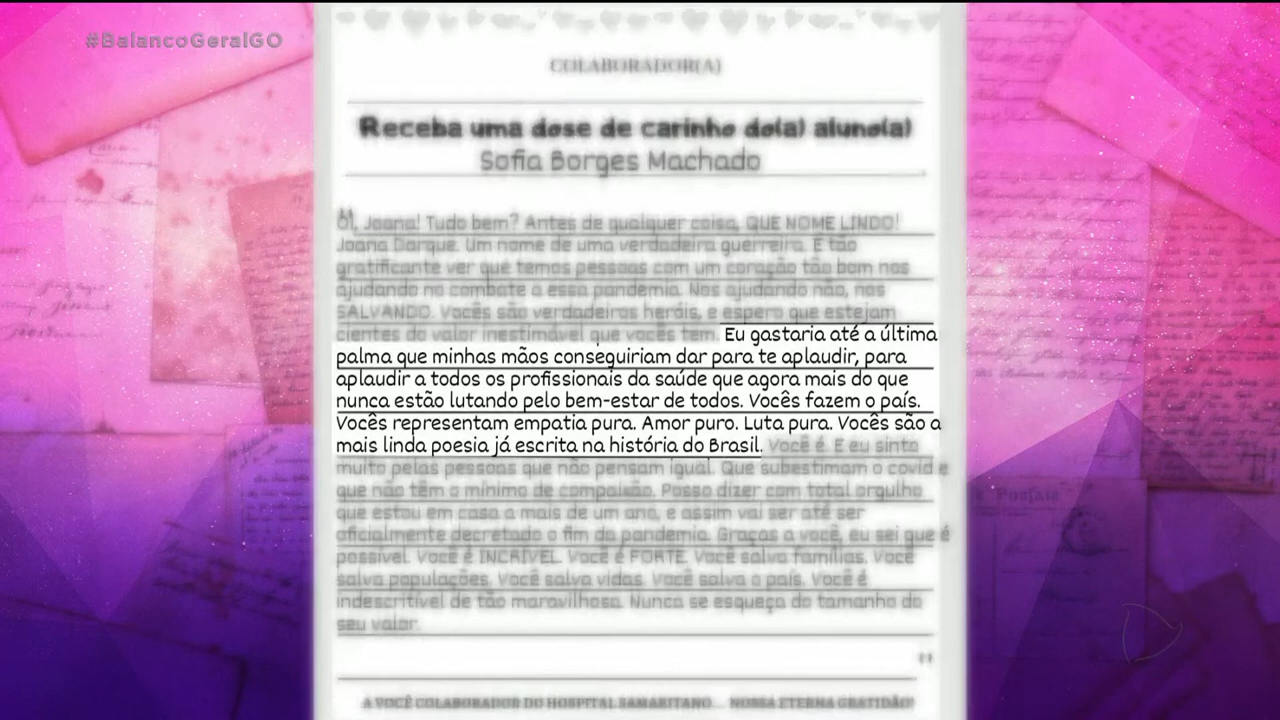 #BalancoGeralGO
COLABORADOR(A)
Receba uma dose de carinho do(a) aluno(a)
Sofia Borges Machado
Oi, Joana! Tudo bem? Antes de qualquer coisa, QUE NOME LINDO!
Joana Darque. Um nome de uma verdadeira guerreira. É tão
gratificante ver que temos pessoas com um coração tão bom nos
ajudando no combate a essa pandemia. Nos ajudando não, nos
SALVANDO. Vocês são verdadeiros heróis, e espero que estejam
cientes do valor inestimável que vocês tem. Eu gastaria até a última
palma que minhas mãos conseguiriam dar para te aplaudir, para
aplaudir a todos os profissionais da saúde que agora mais do que
nunca estão lutando pelo bem-estar de todos. Vocês fazem o país.
Vocês representam empatia pura. Amor puro. Luta pura. Vocês são a
mais linda poesia já escrita na história do Brasil. Você é. E eu sinto
muito pelas pessoas que não pensam igual. Que subestimam o covid e
que não têm o mínimo de compaixão. Posso dizer com total orgulho
que estou em casa a mais de um ano, e assim vai ser até ser
oficialmente decretado o fim da pandemia. Graças a você, eu sei que é
possível. Você é INCRÍVEL. Você é FORTE. Você salva famílias. Você
salva populações. Você salva vidas. Você salva o país. Você é
indescritível de tão maravilhosa. Nunca se esqueça do tamanho do
seu valor.
"
A VOCÊ COLABORADOR DO HOSPITAL SAMARITANO... NOSSA ETERNA GRATIDÃO!